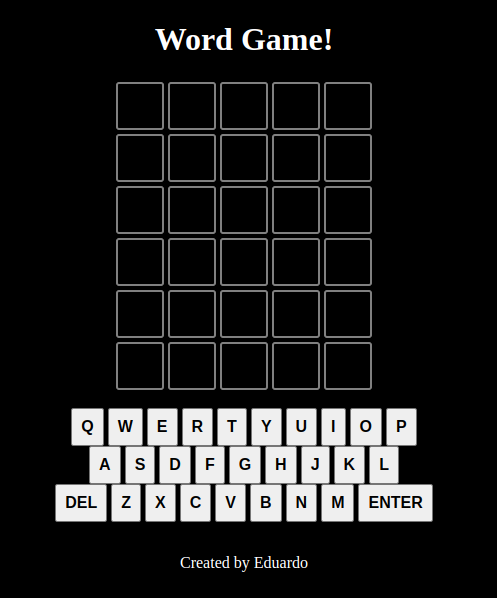 Word Game!
Q W E R T Y U I O P
A S D F G H J K L
DEL Z X C V B N M ENTER
Created by Eduardo